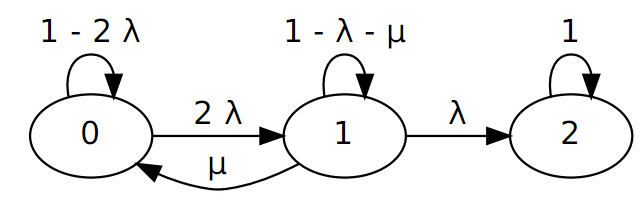 1 - 2 λ
1 - λ - μ
1
0
2 λ
1
λ
2
μ